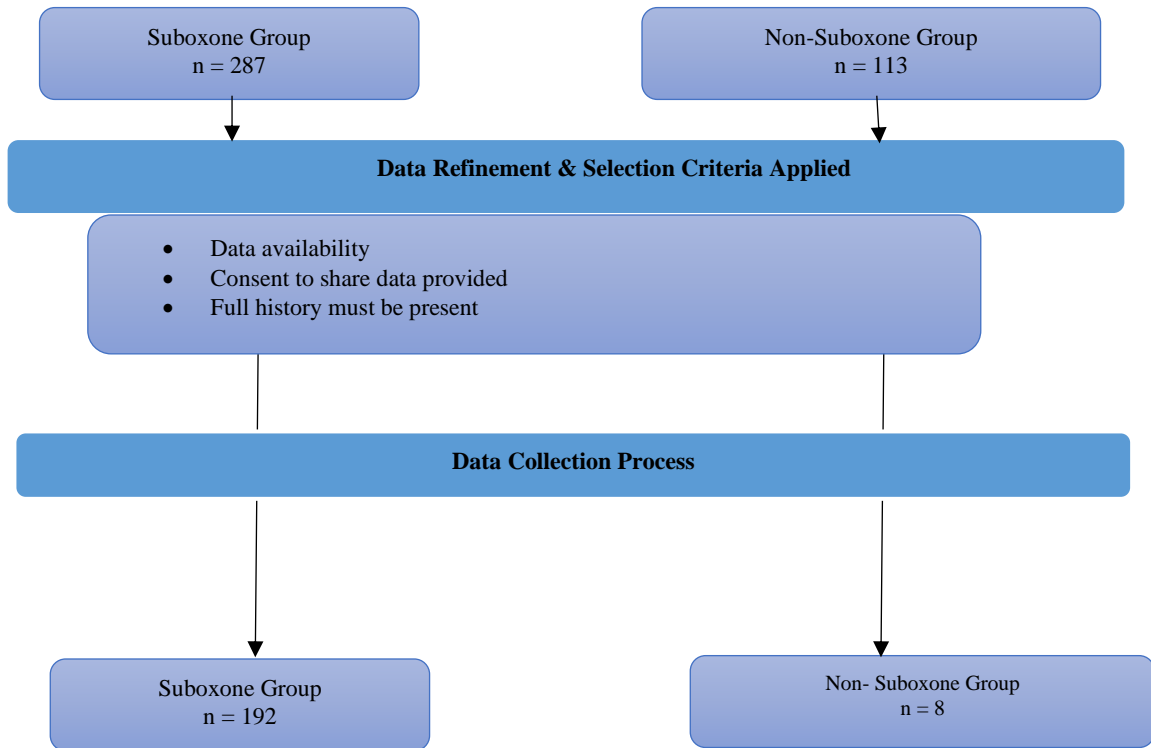 Suboxone Group
n = 287
Non-Suboxone Group
n = 113
Data Refinement & Selection Criteria Applied
• Data availability
• Consent to share data provided
• Full history must be present
Data Collection Process
Suboxone Group
n = 192
Non- Suboxone Group
n = 8